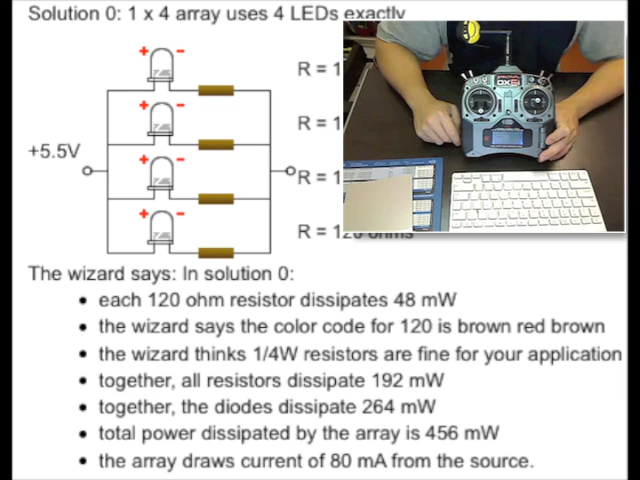 Solution 0: 1 x 4 array uses 4 LEDs exactly
+ -
R = 1
+ -
R = 1
+5.5V
+ -
R = 1
+ -
R = 120 ohms
The wizard says: In solution 0:
• each 120 ohm resistor dissipates 48 mW
• the wizard says the color code for 120 is brown red brown
• the wizard thinks 1/4W resistors are fine for your application
• together, all resistors dissipate 192 mW
• together, the diodes dissipate 264 mW
• total power dissipated by the array is 456 mW
• the array draws current of 80 mA from the source.
DX6i